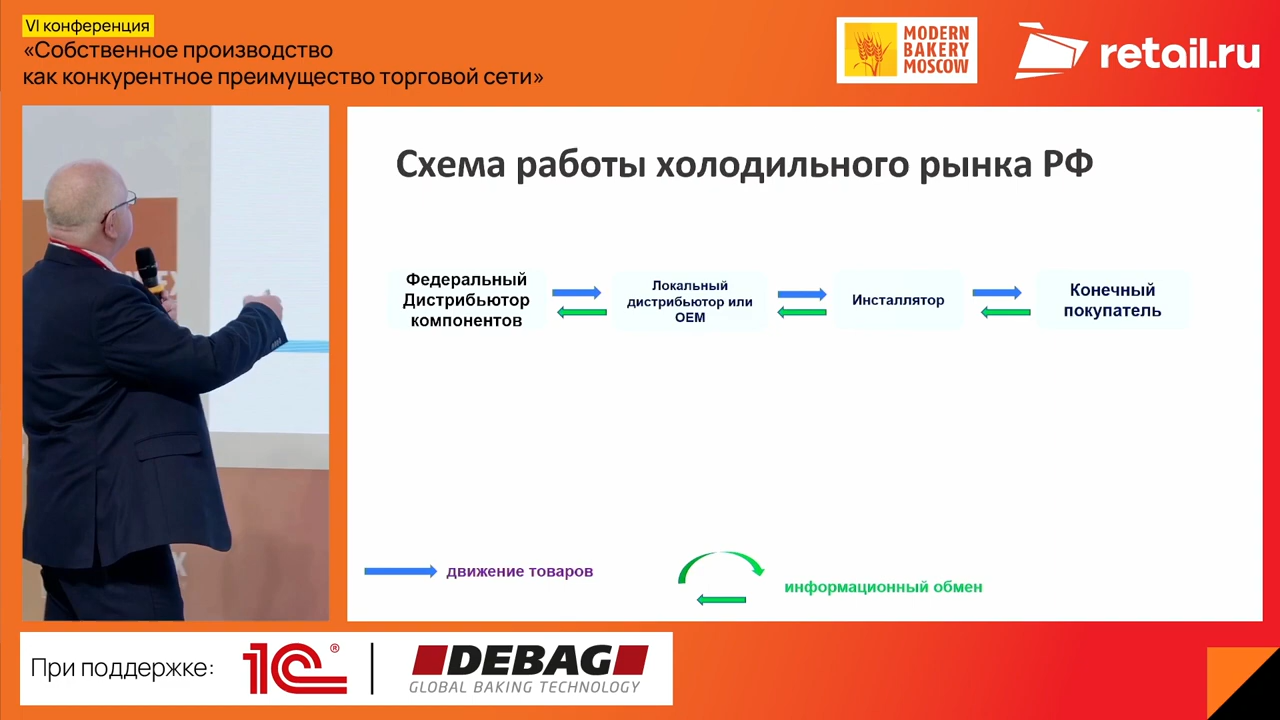 VI конференция
«Собственное производство
как конкурентное преимущество торговой сети»
MODERN
BAKERY
MOSCOW
retail.ru
Схема работы холодильного рынка РФ
Федеральный
Дистрибьютор
компонентов
Локальный
дистрибьютор или
ОЕМ
Инсталлятор
Конечный
покупатель
движение товаров
информационный обмен
При поддержке:
1С®
DEBAG
GLOBAL BAKING TECHNOLOGY